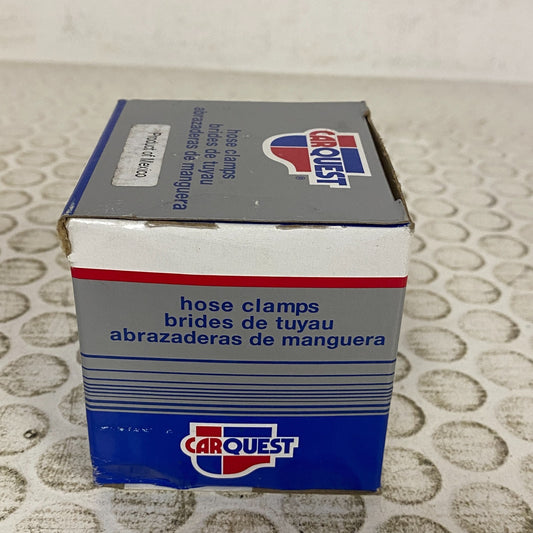 hose clamps
brides de tuyau
abrazaderas de manguera
Product of Mexico
CARQUEST
®
hose clamps
brides de tuyau
abrazaderas de manguera
CARQUEST